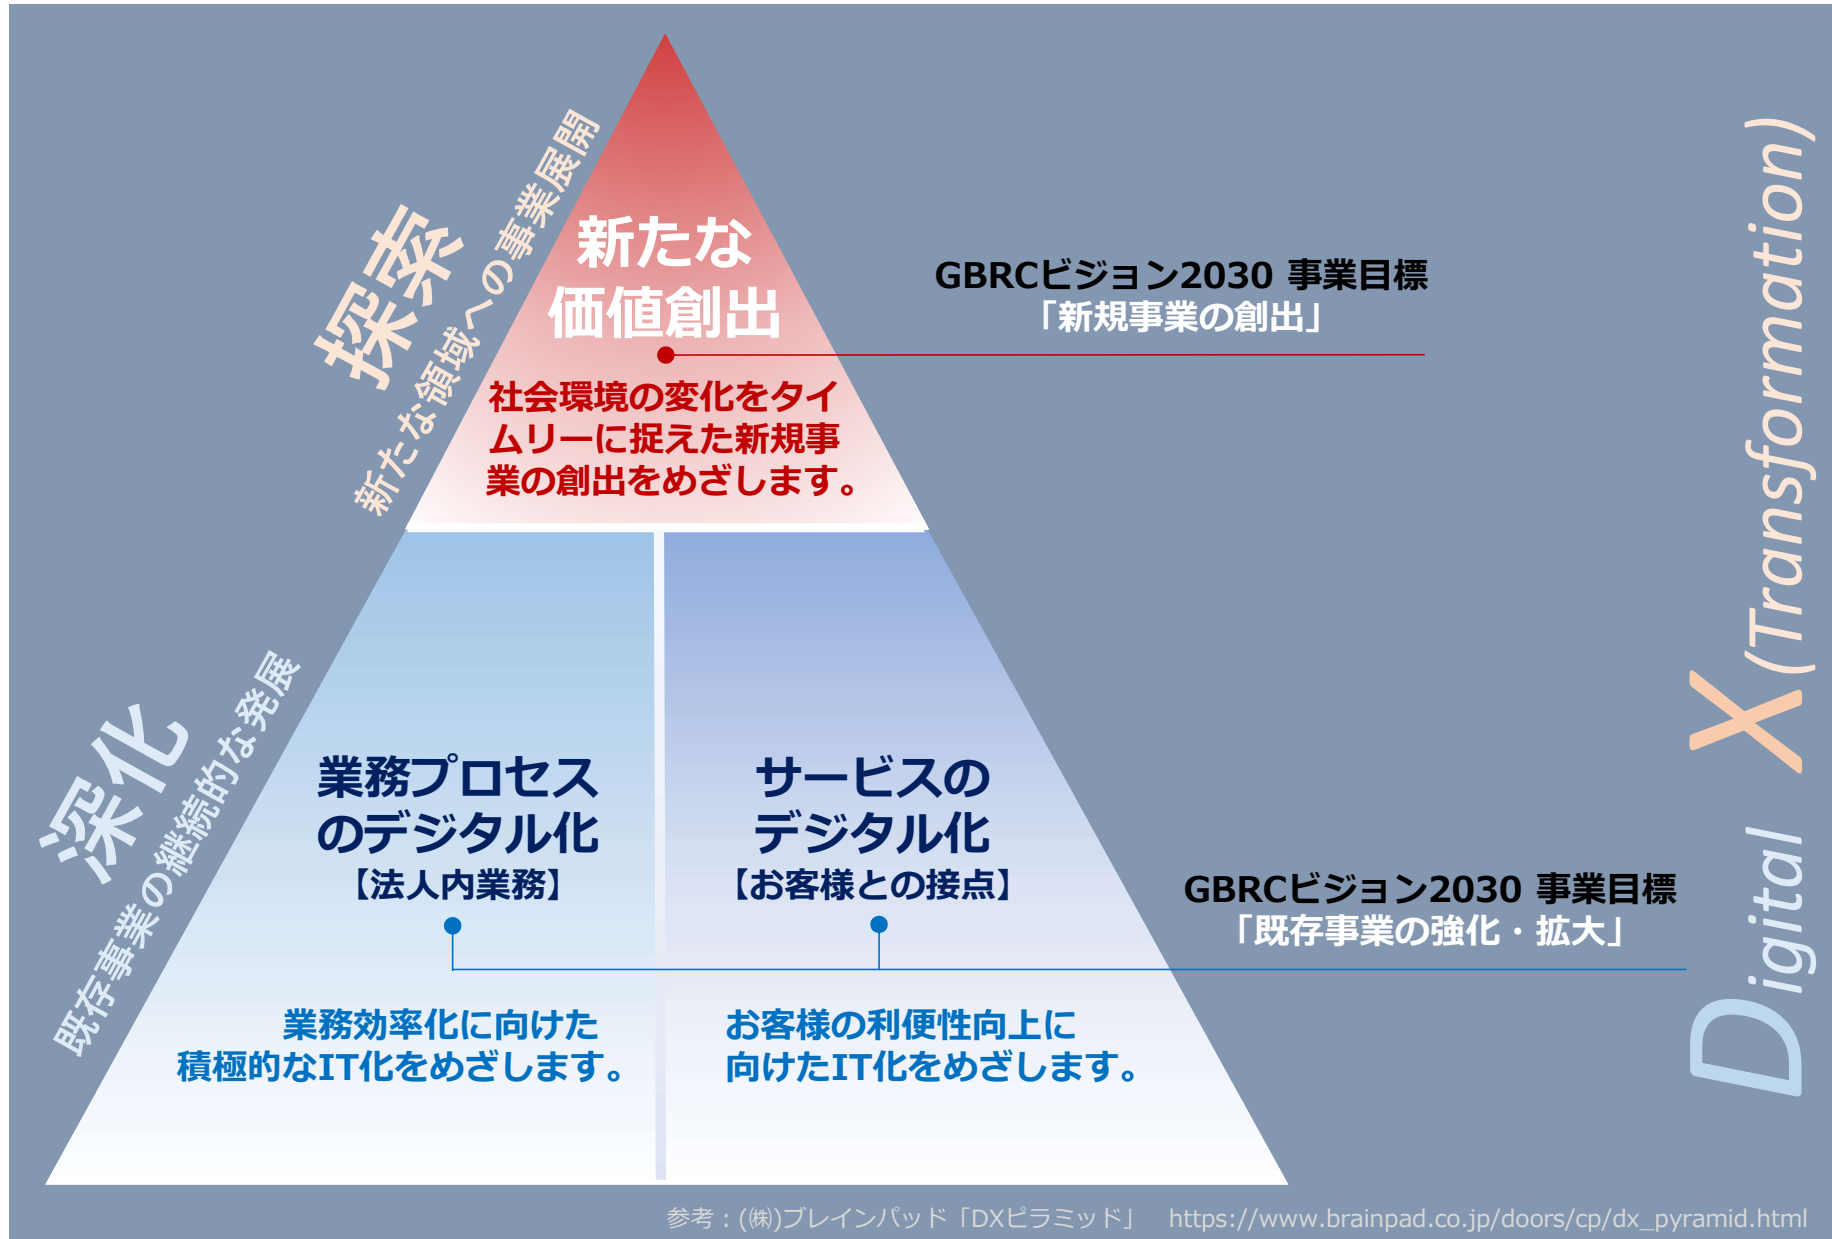 探索
新たな領域への事業展開
新たな
価値創出
GBRCビジョン2030 事業目標
「新規事業の創出」
社会環境の変化をタイ
ムリーに捉えた新規事
業の創出をめざします。
深化
既存事業の継続的な発展
業務プロセス
のデジタル化
【法人内業務】
サービスの
デジタル化
【お客様との接点】
GBRCビジョン2030 事業目標
「既存事業の強化・拡大」
業務効率化に向けた
積極的なIT化をめざします。
お客様の利便性向上に
向けたIT化をめざします。
Digital X(Transformation)
参考：(㈱)ブレインパッド「DXピラミッド」 https://www.brainpad.co.jp/doors/cp/dx_pyramid.html